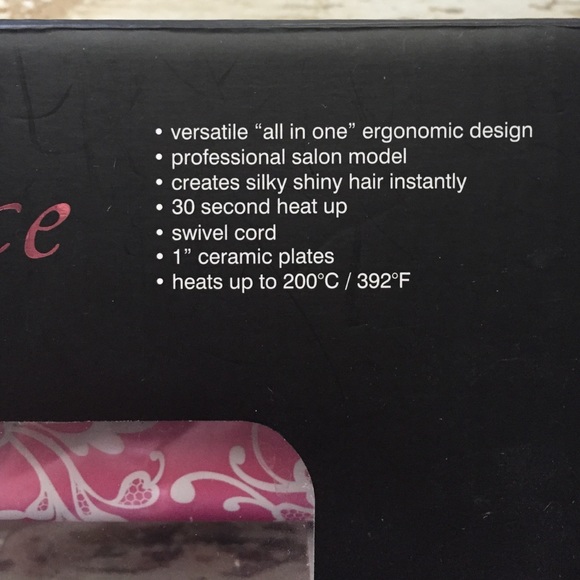 • versatile “all in one” ergonomic design
• professional salon model
• creates silky shiny hair instantly
• 30 second heat up
• swivel cord
• 1” ceramic plates
• heats up to 200°C / 392°F